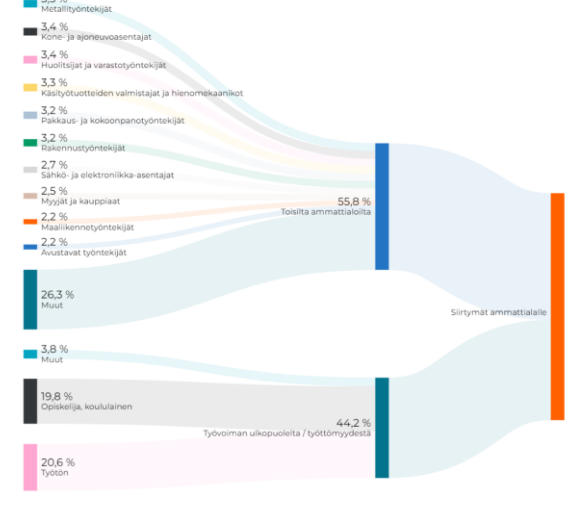 Metallityöntekijät
3,4 %
Kone- ja ajoneuvoasentajat
3,4 %
Huolitsijat ja varastotyöntekijät
3,3 %
Käsityötuotteiden valmistajat ja hienomekaanikot
3,2 %
Pakkaus- ja kokoonpanotyöntekijät
3,2 %
Rakennustyöntekijät
2,7 %
Sähkö- ja elektroniikka-asentajat
2,5 %
Myyjät ja kauppiaat
2,2 %
Maaliikennetyöntekijät
2,2 %
Avustavat työntekijät
26,3 %
Muut
55,8 %
Toisilta ammattialoilta
Siirtymät ammattialalle
3,8 %
Muut
19,8 %
Opiskelija, koululainen
44,2 %
Työvoiman ulkopuolelta / työttömyydestä
20,6 %
Työtön